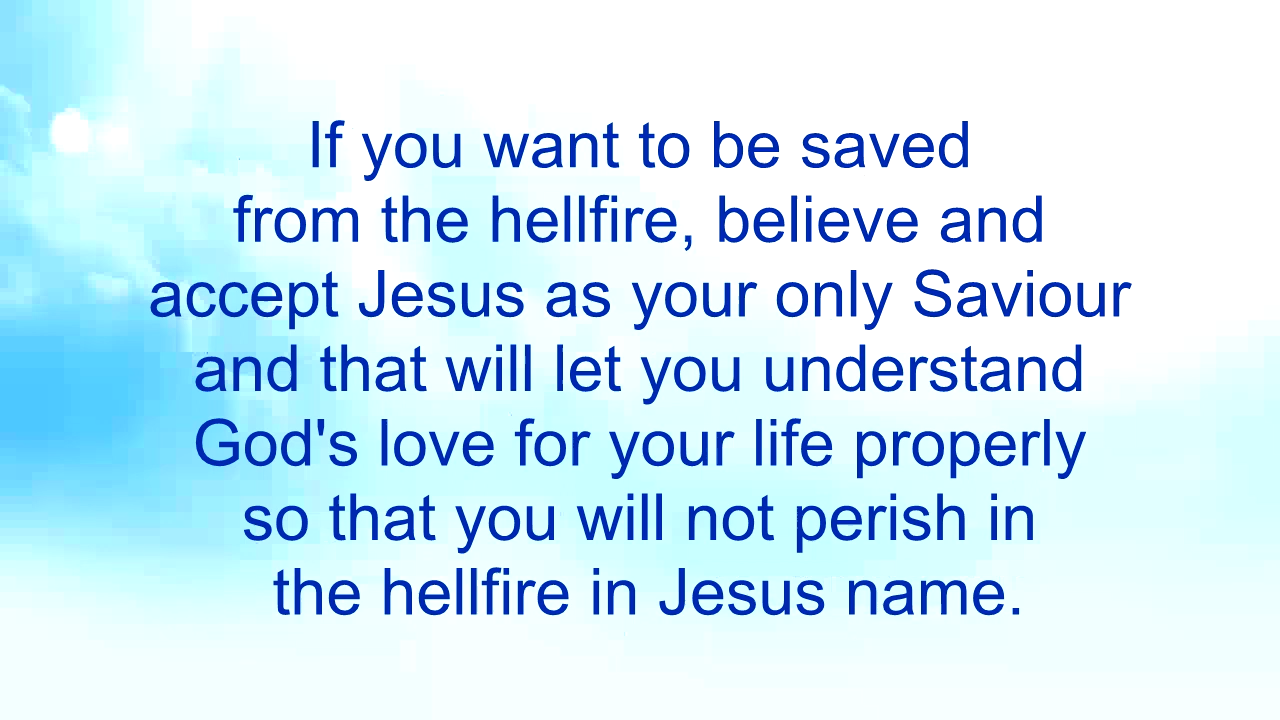 If you want to be saved
from the hellfire, believe and
accept Jesus as your only Saviour
and that will let you understand
God's love for your life properly
so that you will not perish in
the hellfire in Jesus name.